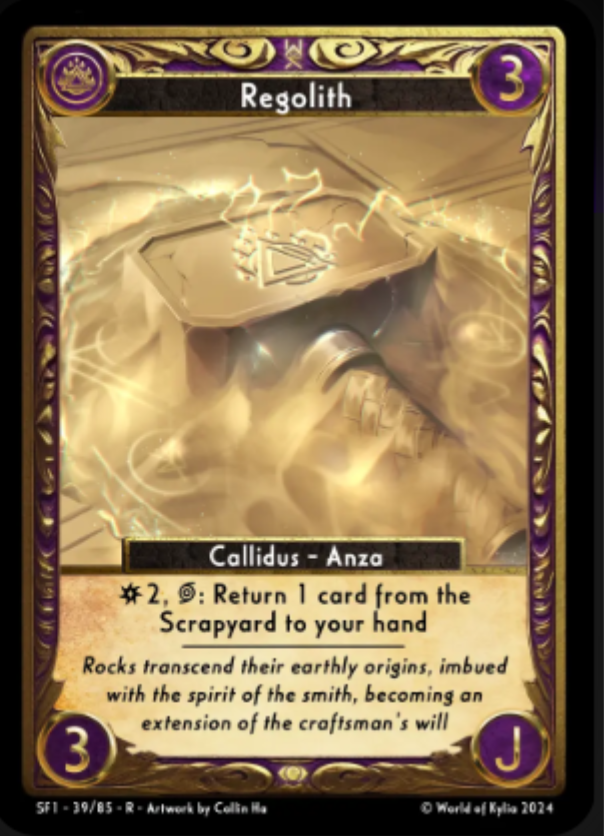 3
Regolith
Callidus - Anza
2, : Return 1 card from the
Scrapyard to your hand
Rocks transcend their earthly origins, imbued
with the spirit of the smith, becoming an
extension of the craftsman's will
3
J
SF1 - 39/85 - R - Artwork by Collin Ha
© World of Kylia 2024